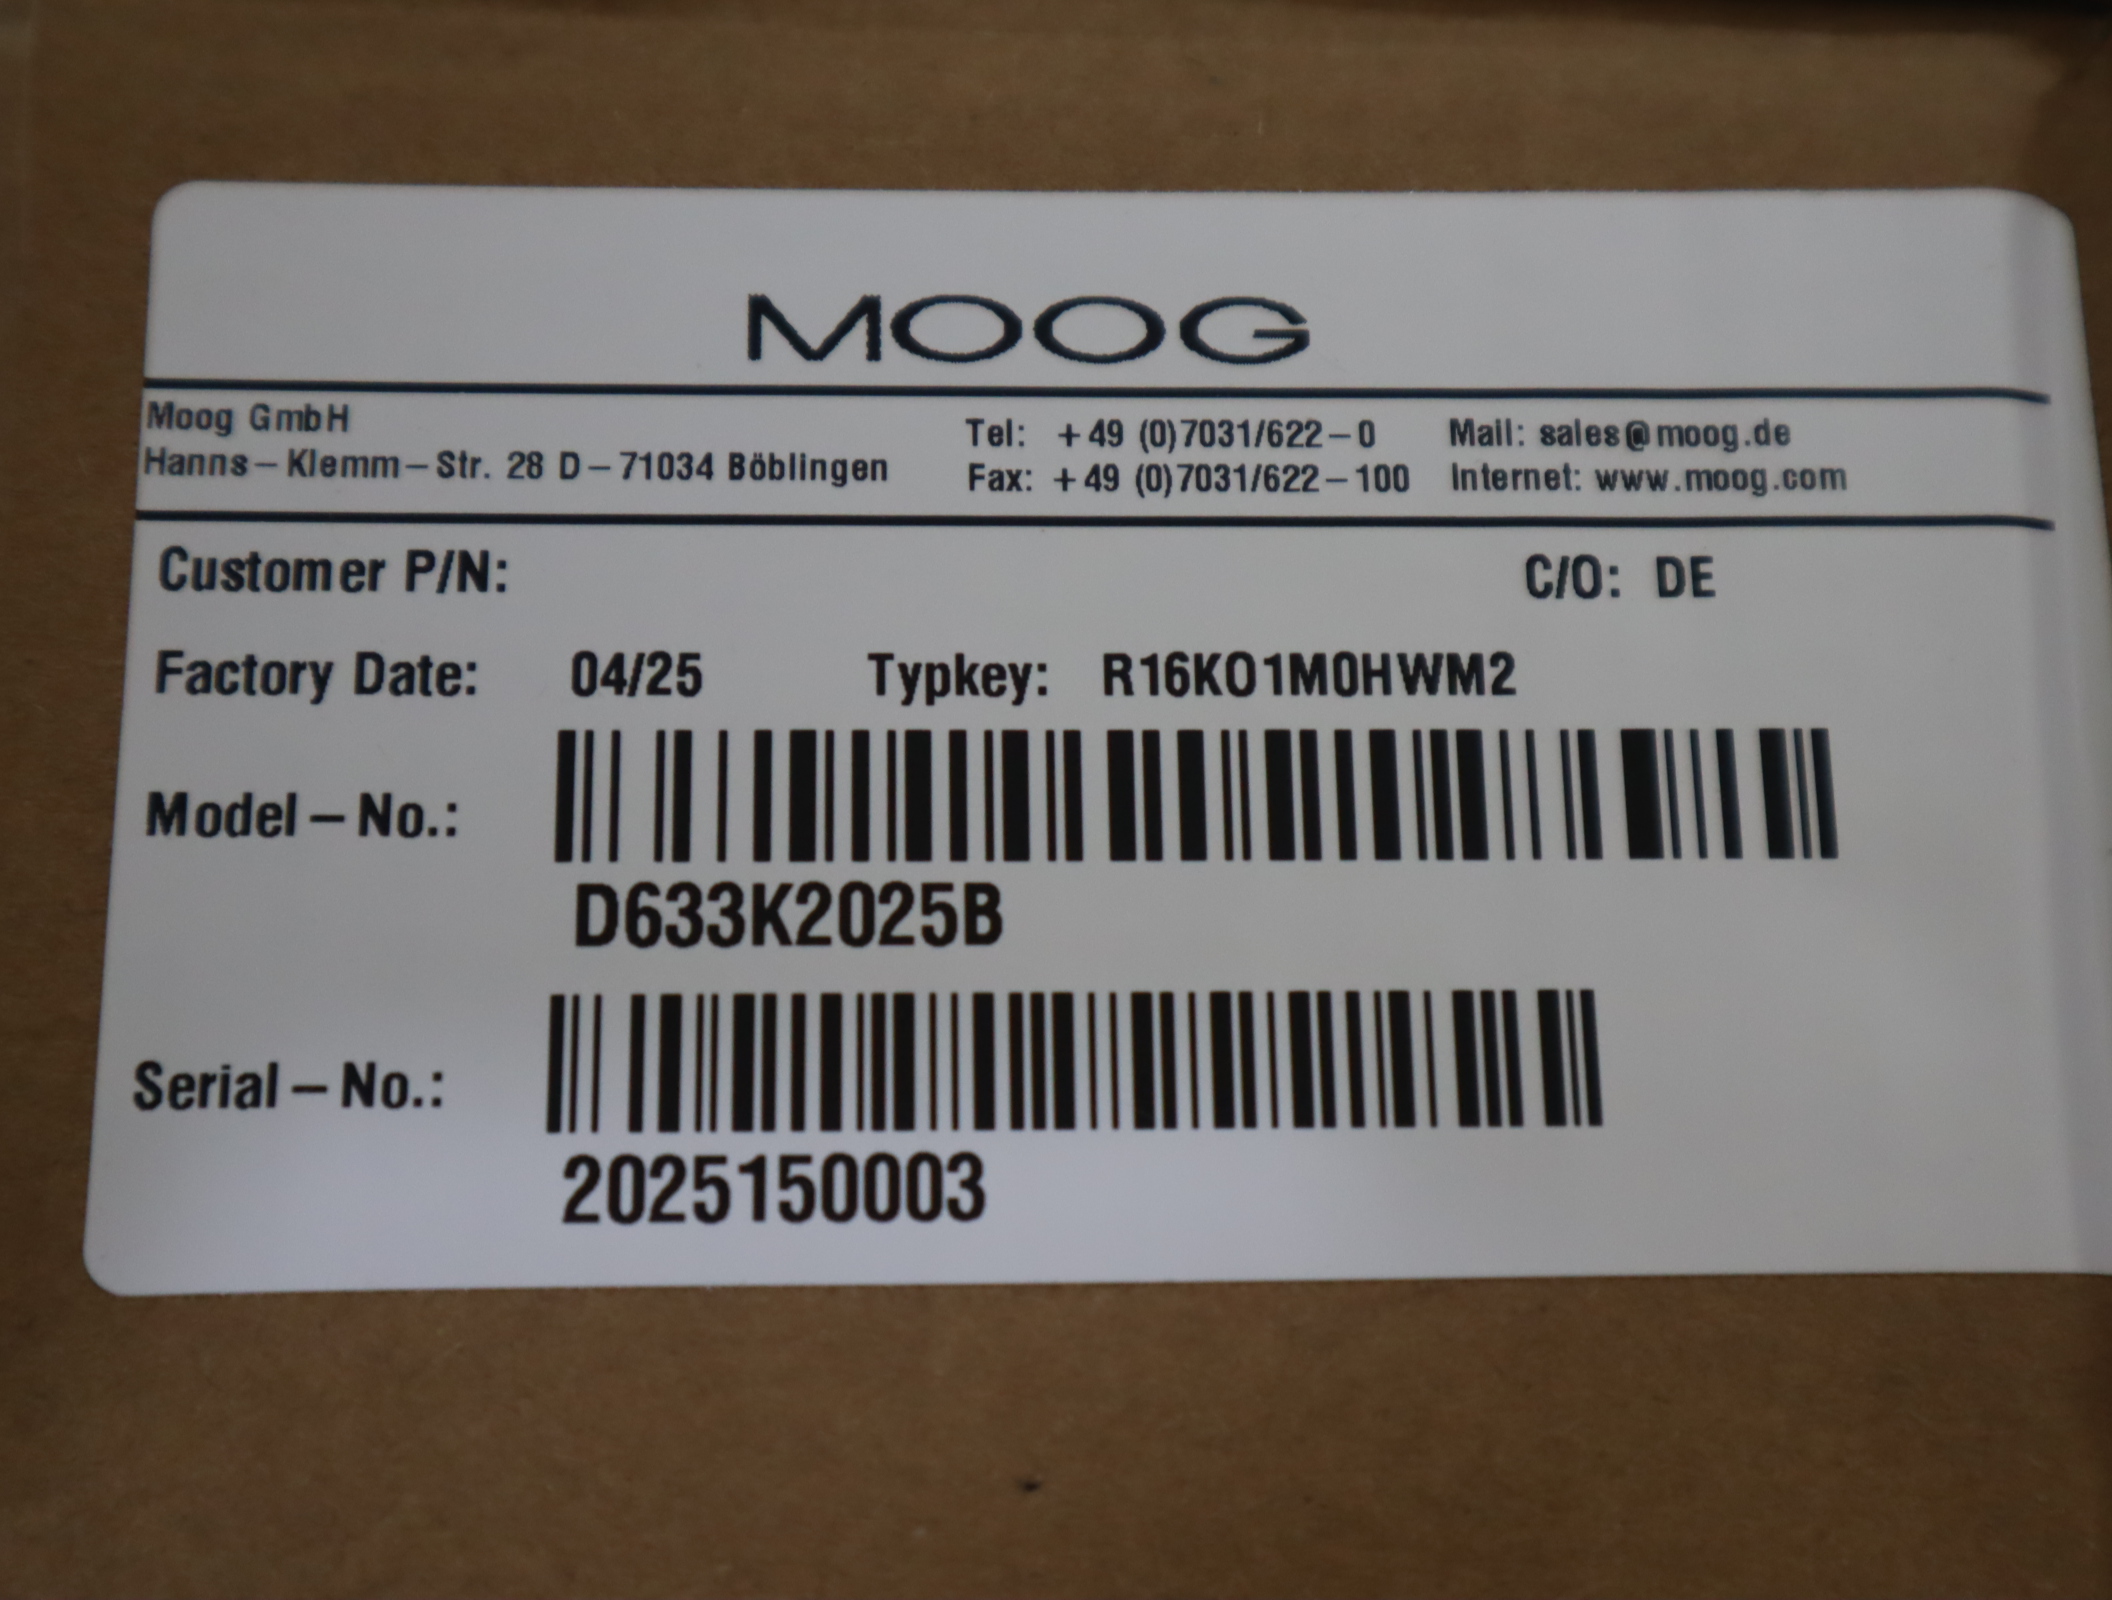 MOOG
Moog GmbH
Hanns-Klemm-Str. 28 D-71034 Böblingen
Tel: +49 (0)7031/622-0
Fax: +49 (0)7031/622-100
Mail: sales@moog.de
Internet: www.moog.com
Customer P/N:
C/O: DE
Factory Date: 04/25 Typkey: R16KO1M0HWM2
Model-No.:
D633K2025B
Serial-No.:
2025150003